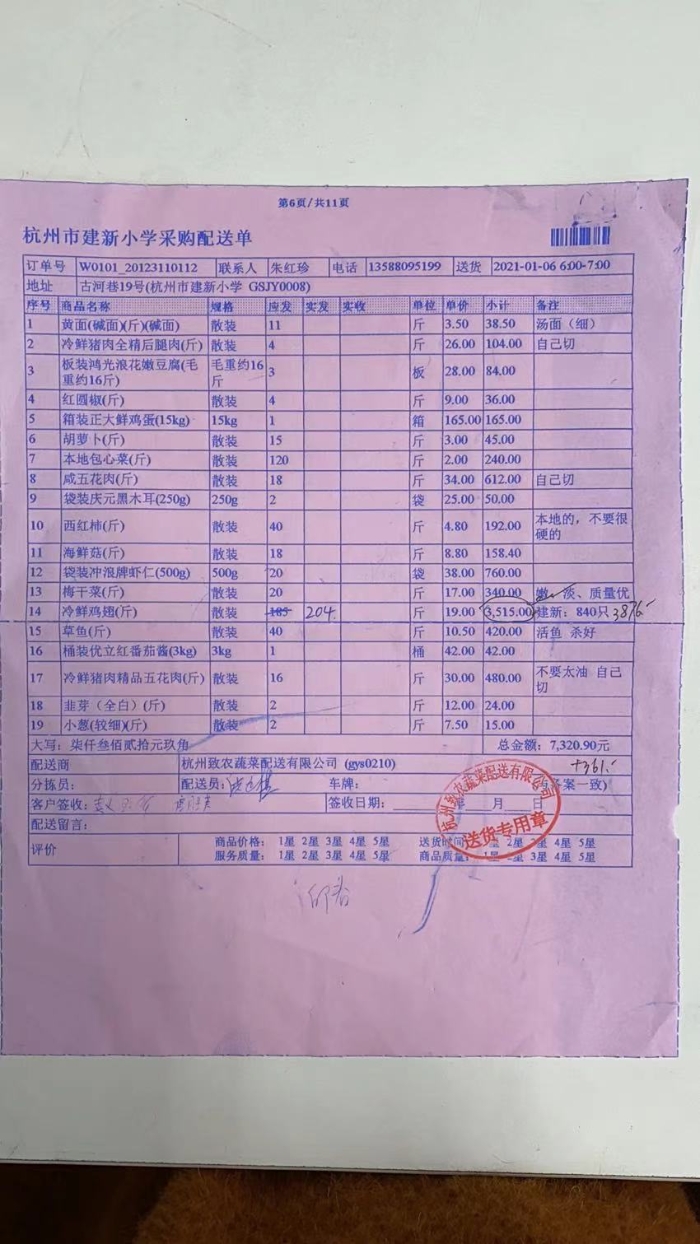 第6页/共11页
杭州市建新小学采购配送单
订单号 W0101_20123110112 联系人 朱红珍 电话 13588095199 送货 2021-01-06 6:00-7:00
地址 古河巷19号(杭州市建新小学 GSJY0008)
序号 商品名称 规格 应发 实发 实收 单位 单价 小计 备注
1 黄面(碱面)(斤)(碱面) 散装 11 斤 3.50 38.50 汤面（细）
2 冷鲜猪肉全精后腿肉(斤) 散装 4 斤 26.00 104.00 自己切
3 板装鸿光浪花嫩豆腐(毛重约16斤) 毛重约16斤 3 板 28.00 84.00
4 红圆椒(斤) 散装 4 斤 9.00 36.00
5 箱装正大鲜鸡蛋(15kg) 15kg 1 箱 165.00 165.00
6 胡萝卜(斤) 散装 15 斤 3.00 45.00
7 本地包心菜(斤) 散装 120 斤 2.00 240.00
8 咸五花肉(斤) 散装 18 斤 34.00 612.00 自己切
9 袋装庆元黑木耳(250g) 250g 2 袋 25.00 50.00
10 西红柿(斤) 散装 40 斤 4.80 192.00 本地的，不要很硬的
11 海鲜菇(斤) 散装 18 斤 8.80 158.40
12 袋装冲浪牌虾仁(500g) 500g 20 袋 38.00 760.00
13 梅干菜(斤) 散装 20 斤 17.00 340.00 嫩、淡、质量优
14 冷鲜鸡翅(斤) 散装 185 204 斤 19.00 3,515.00 建新：840只 3876-
15 草鱼(斤) 散装 40 斤 10.50 420.00 活鱼 杀好
16 桶装优立红番茄酱(3kg) 3kg 1 桶 42.00 42.00
17 冷鲜猪肉精品五花肉(斤) 散装 16 斤 30.00 480.00 不要太油 自己切
18 韭芽（全白）(斤) 散装 2 斤 12.00 24.00
19 小葱(较细)(斤) 散装 2 斤 7.50 15.00
大写：柒仟叁佰贰拾元玖角 总金额：7,320.90元
配送商 杭州致农蔬菜配送有限公司 (gys0210) +361.-
分拣员： 配送员： 车牌： 备案一致)
客户签收： 签收日期： 年 月 日
配送留言：
评价 商品价格： 1星 2星 3星 4星 5星 送货时间 星 2星 3星 4星 5星
服务质量： 1星 2星 3星 4星 5星 商品质量： 1星 2星 3星 4星 5星
杭州致农蔬菜配送有限公司
送货专用章